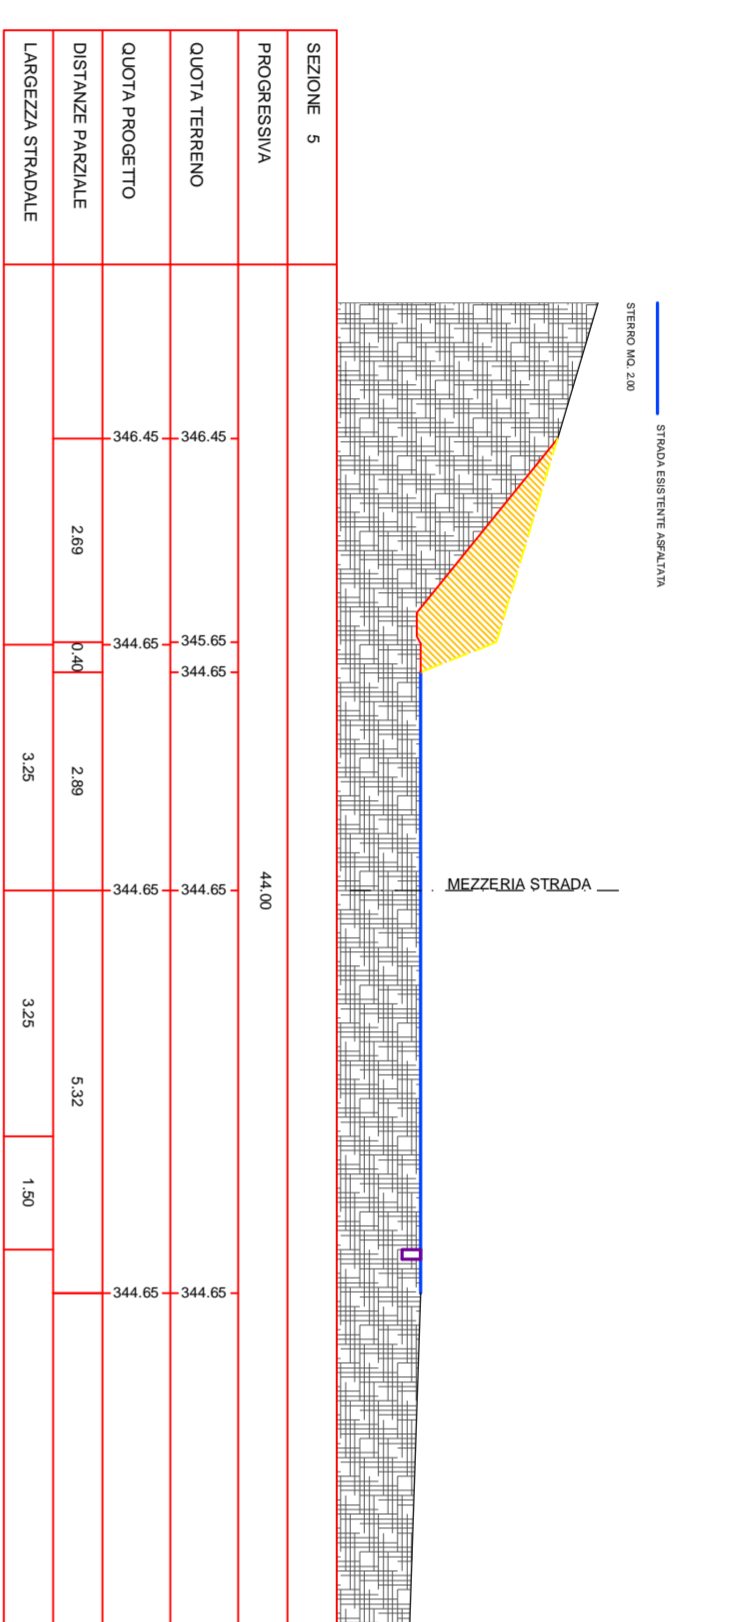 STRADA ESISTENTE ASFALTATA
STERRO MQ. 2.00
MEZZERIA STRADA
SEZIONE 5
PROGRESSIVA 44.00
QUOTA TERRENO 346.45 345.65 344.65 344.65 344.65
QUOTA PROGETTO 346.45 344.65 344.65 344.65
DISTANZE PARZIALE 2.69 0.40 2.89 5.32
LARGEZZA STRADALE 3.25 3.25 1.50